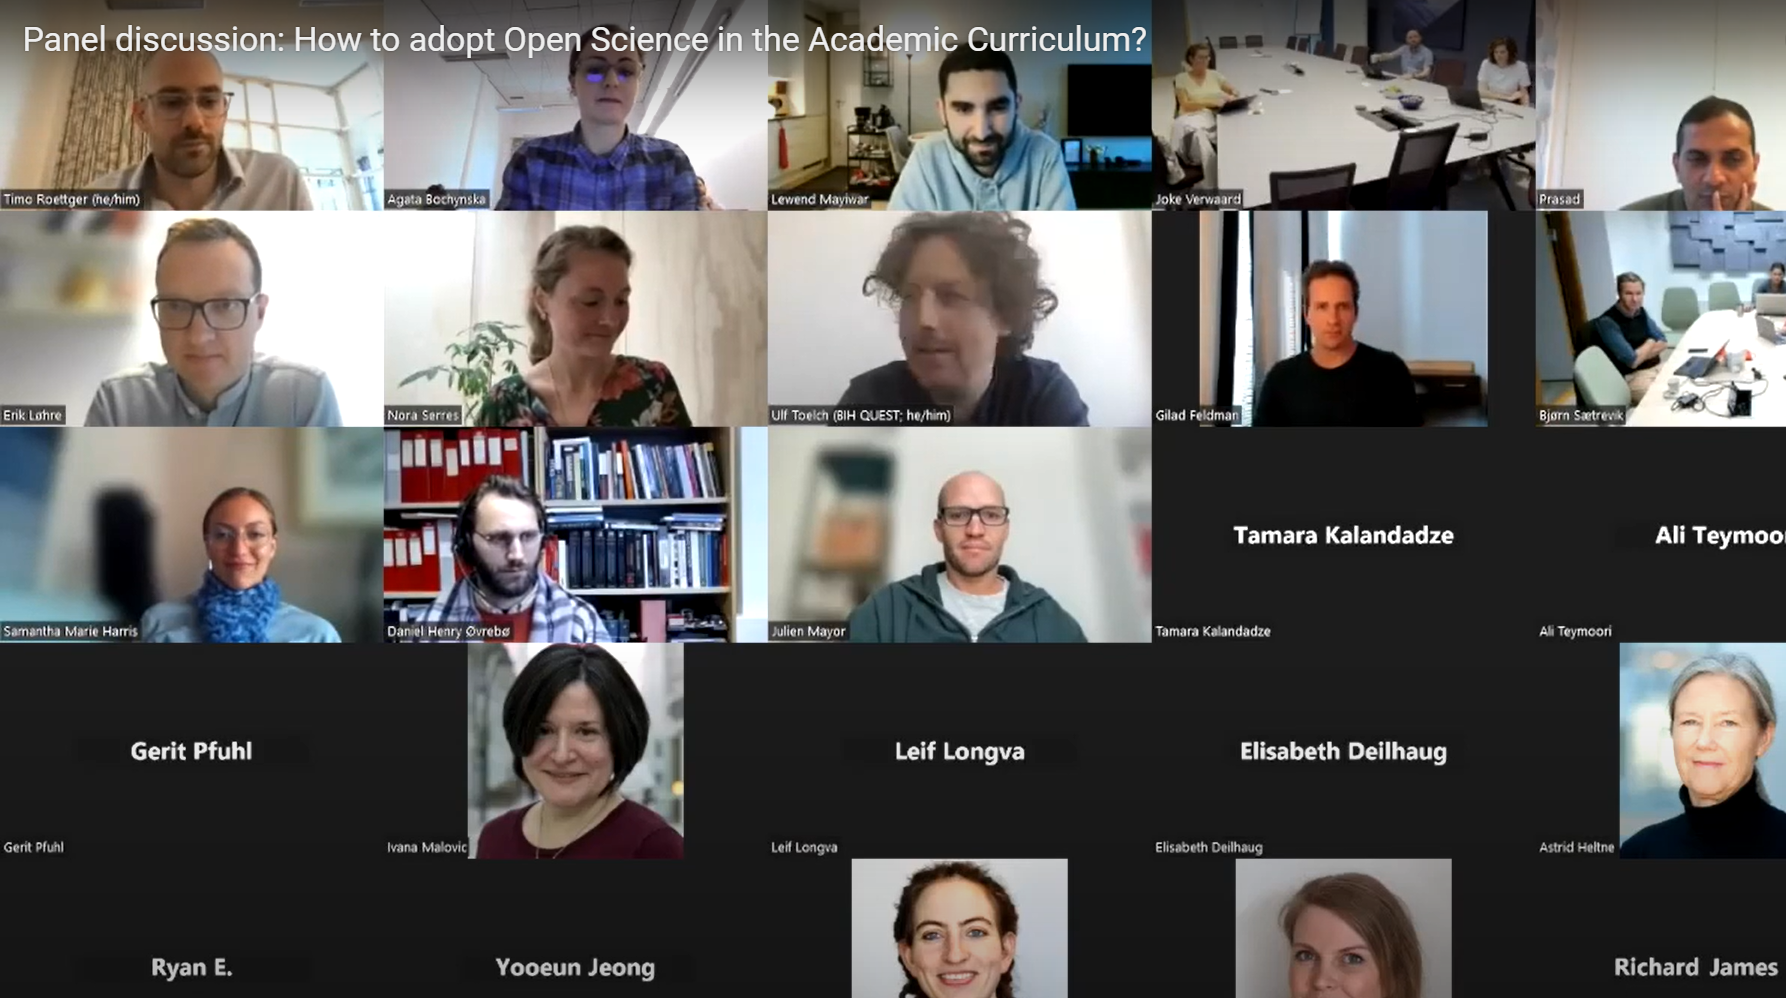 Panel discussion: How to adopt Open Science in the Academic Curriculum?
Timo Roettger (he/him)
Agata Bochynska
Lewend Mayiwar
Joke Verwaard
Prasad
Erik Løhre
Nora Serres
Ulf Toelch (BIH QUEST; he/him)
Gilad Feldman
Bjørn Sætrevik
Samantha Marie Harris
Daniel Henry Øvrebø
Julien Mayor
Tamara Kalandadze
Tamara Kalandadze
Ali Teymoori
Ali Teymoori
Gerit Pfuhl
Gerit Pfuhl
Ivana Malovic
Leif Longva
Leif Longva
Elisabeth Deilhaug
Elisabeth Deilhaug
Astrid Heltne
Ryan E.
Yooeun Jeong
Richard James